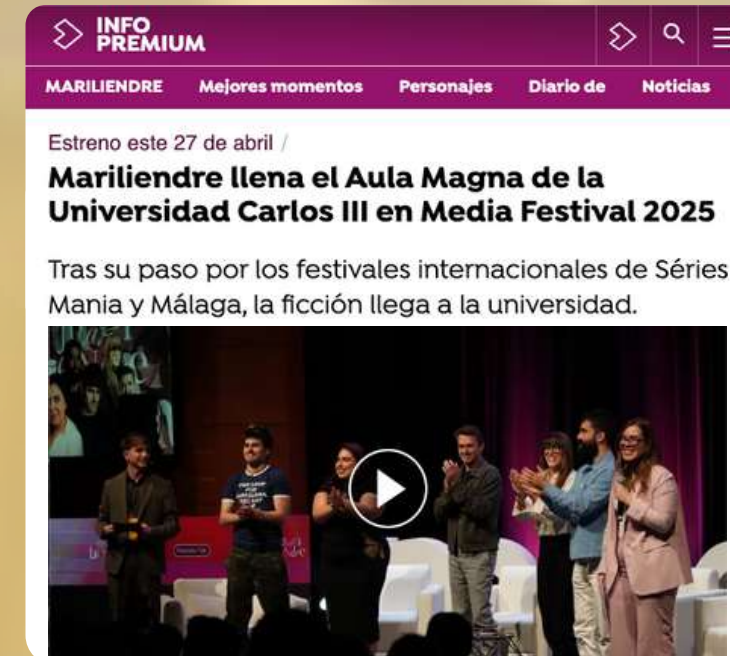 INFO
PREMIUM
MARILIENDRE Mejores momentos Personajes Diario de Noticias
Estreno este 27 de abril /
Mariliendre llena el Aula Magna de la
Universidad Carlos III en Media Festival 2025
Tras su paso por los festivales internacionales de Séries
Mania y Málaga, la ficción llega a la universidad.